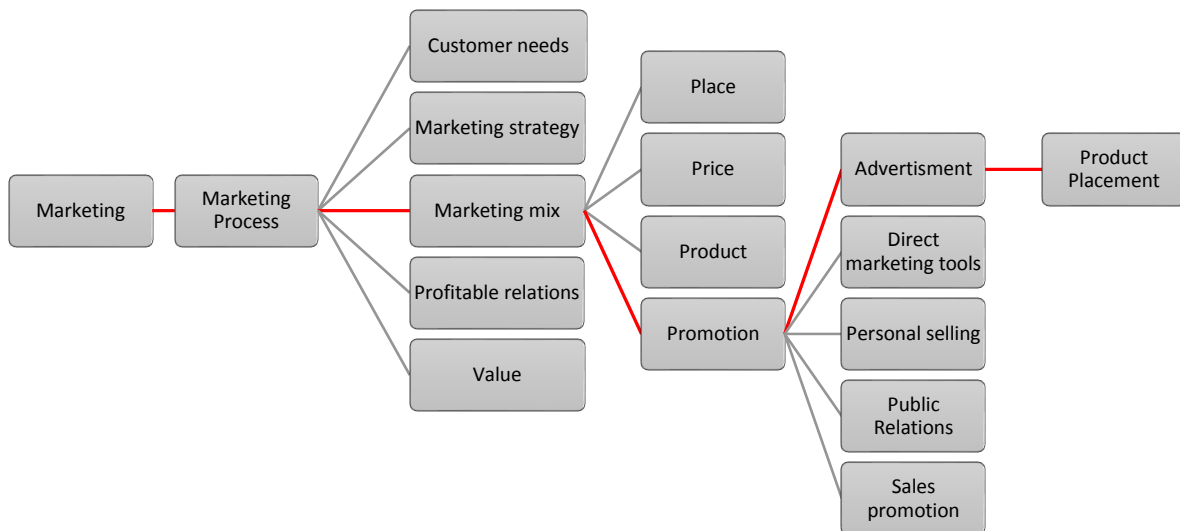 Marketing
Marketing
Process
Customer needs
Marketing strategy
Marketing mix
Profitable relations
Value
Place
Price
Product
Promotion
Advertisment
Direct
marketing tools
Personal selling
Public
Relations
Sales
promotion
Product
Placement